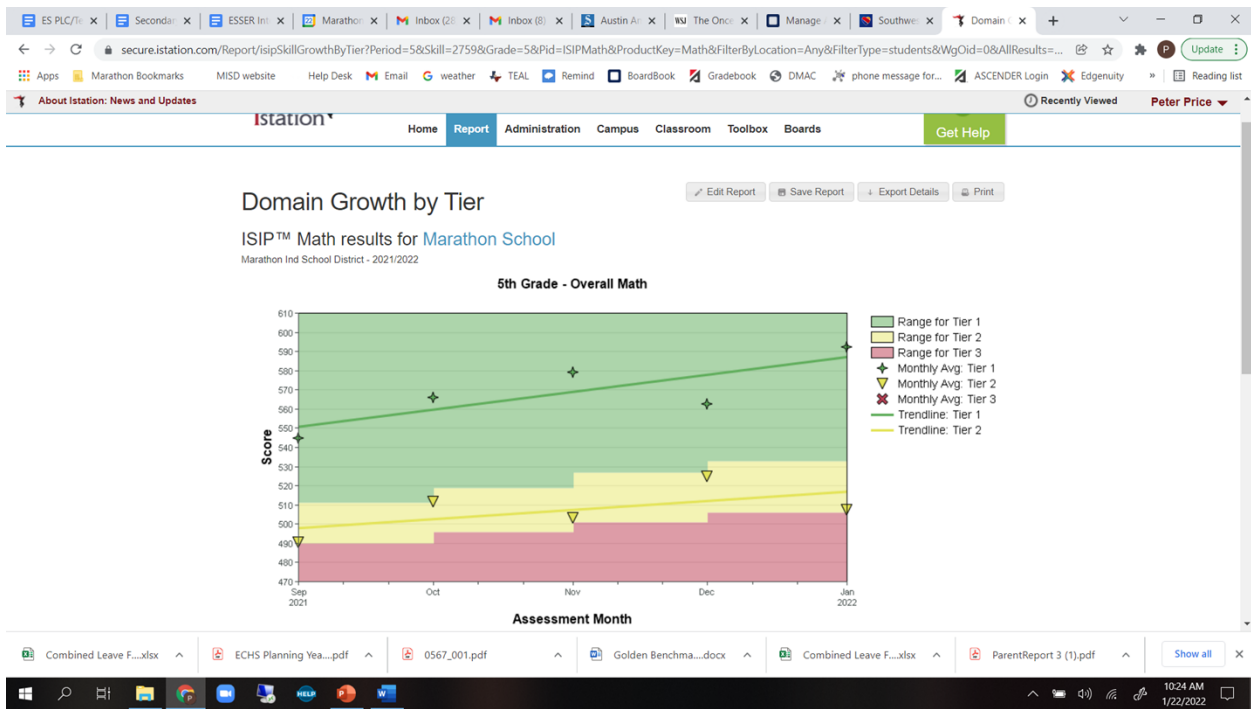 ES PLC/Te
Secondar
ESSER Int
Marathon
Inbox (28
Inbox (8)
Austin An
WSJ The Once
Manage
Southwes
Domain G
secure.istation.com/Report/isipSkillGrowthByTier?Period=5&Skill=2759&Grade=5&Pid=ISIPMath&ProductKey=Math&FilterByLocation=Any&FilterType=students&WgOid=0&AllResults=...
P
Update
Apps
Marathon Bookmarks
MISD website
Help Desk
Email
weather
TEAL
Remind
BoardBook
Gradebook
DMAC
phone message for...
ASCENDER Login
Edgenuity
»
Reading list
About Istation: News and Updates
Recently Viewed
Peter Price
Istation
Home
Report
Administration
Campus
Classroom
Toolbox
Boards
Get Help
Domain Growth by Tier
Edit Report
Save Report
Export Details
Print
ISIP™ Math results for Marathon School
Marathon Ind School District - 2021/2022
5th Grade - Overall Math
610
600
590
580
570
560
550
540
530
520
510
500
490
480
470
Score
Sep
2021
Oct
Nov
Dec
Jan
2022
Assessment Month
Range for Tier 1
Range for Tier 2
Range for Tier 3
Monthly Avg: Tier 1
Monthly Avg: Tier 2
Monthly Avg: Tier 3
Trendline: Tier 1
Trendline: Tier 2
Combined Leave F....xlsx
ECHS Planning Yea....pdf
0567_001.pdf
Golden Benchma....docx
Combined Leave F....xlsx
ParentReport 3 (1).pdf
Show all
HELP
10:24 AM
1/22/2022